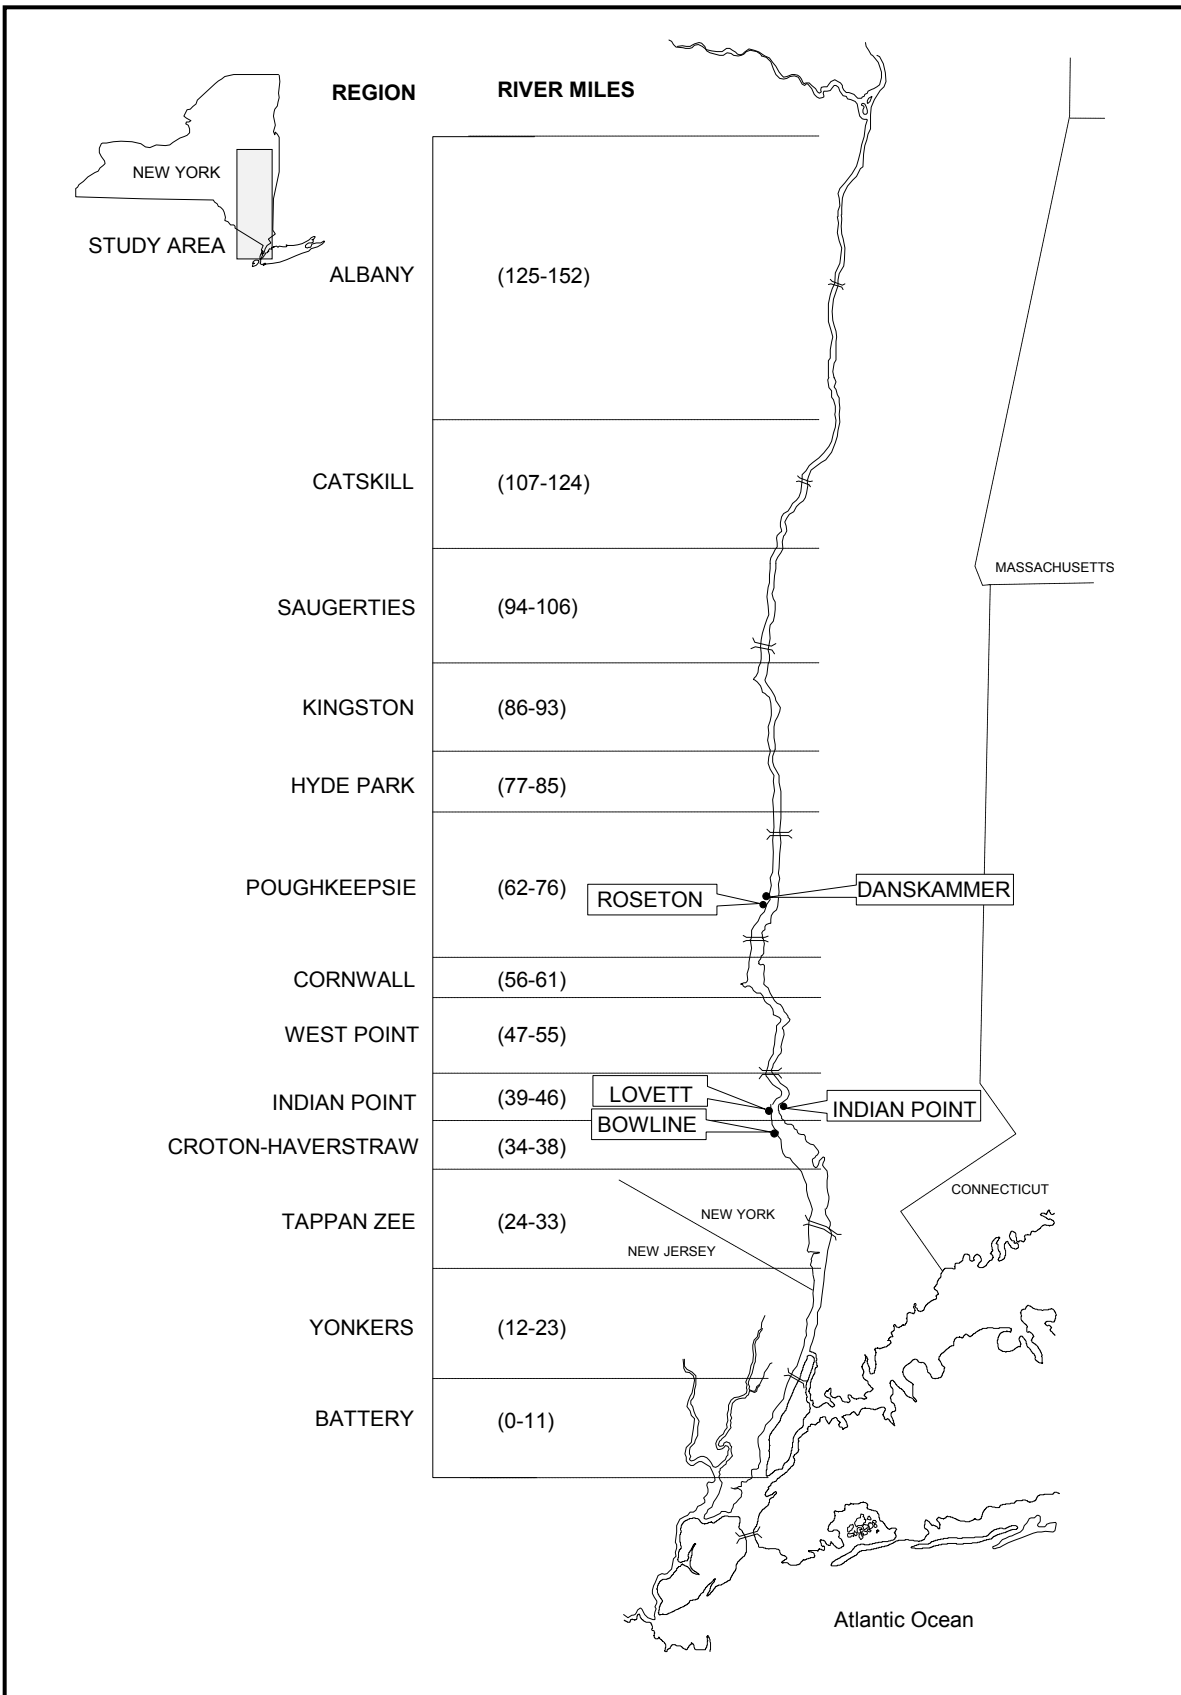 REGION RIVER MILES
NEW YORK
STUDY AREA
ALBANY (125-152)
CATSKILL (107-124)
MASSACHUSETTS
SAUGERTIES (94-106)
KINGSTON (86-93)
HYDE PARK (77-85)
POUGHKEEPSIE (62-76)
ROSETON
DANSKAMMER
CORNWALL (56-61)
WEST POINT (47-55)
INDIAN POINT (39-46)
LOVETT
INDIAN POINT
BOWLINE
CROTON-HAVERSTRAW (34-38)
CONNECTICUT
TAPPAN ZEE (24-33)
NEW YORK
NEW JERSEY
YONKERS (12-23)
BATTERY (0-11)
Atlantic Ocean